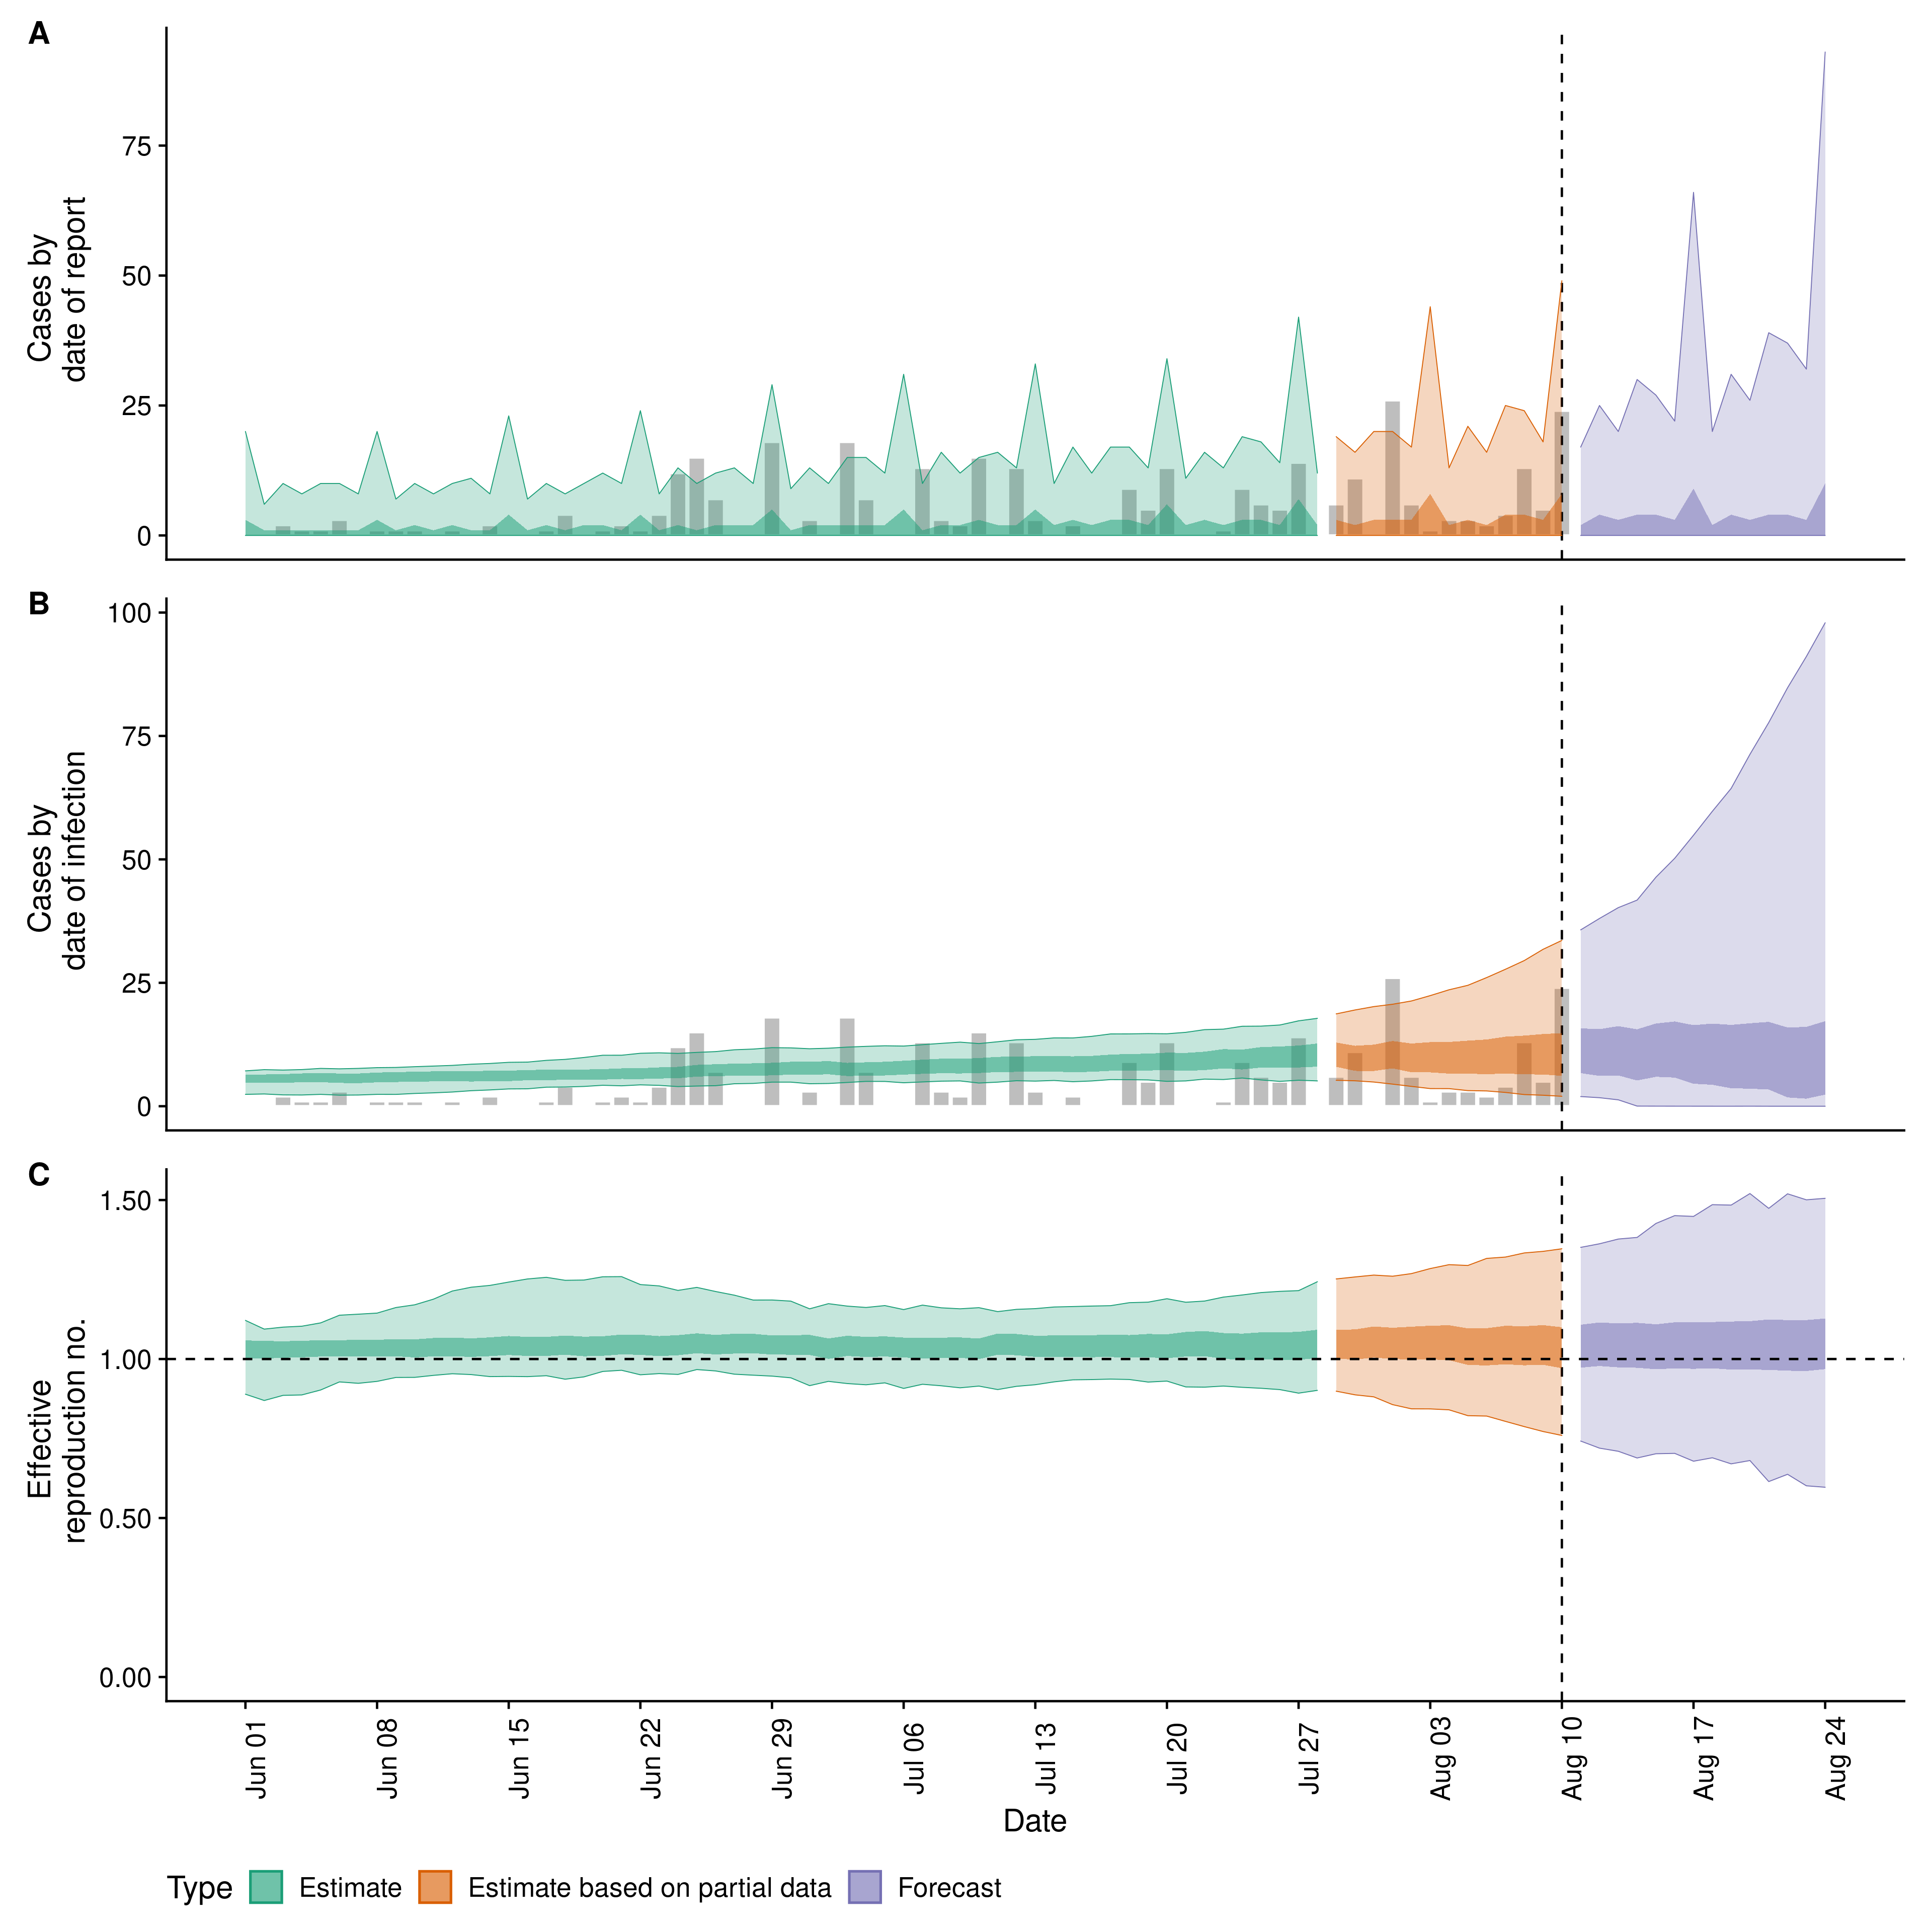 A
Cases by
date of report
75
50
25
0
B
Cases by
date of infection
100
75
50
25
0
C
Effective
reproduction no.
1.50
1.00
0.50
0.00
Jun 01
Jun 08
Jun 15
Jun 22
Jun 29
Jul 06
Jul 13
Jul 20
Jul 27
Aug 03
Aug 10
Aug 17
Aug 24
Date
Type Estimate Estimate based on partial data Forecast